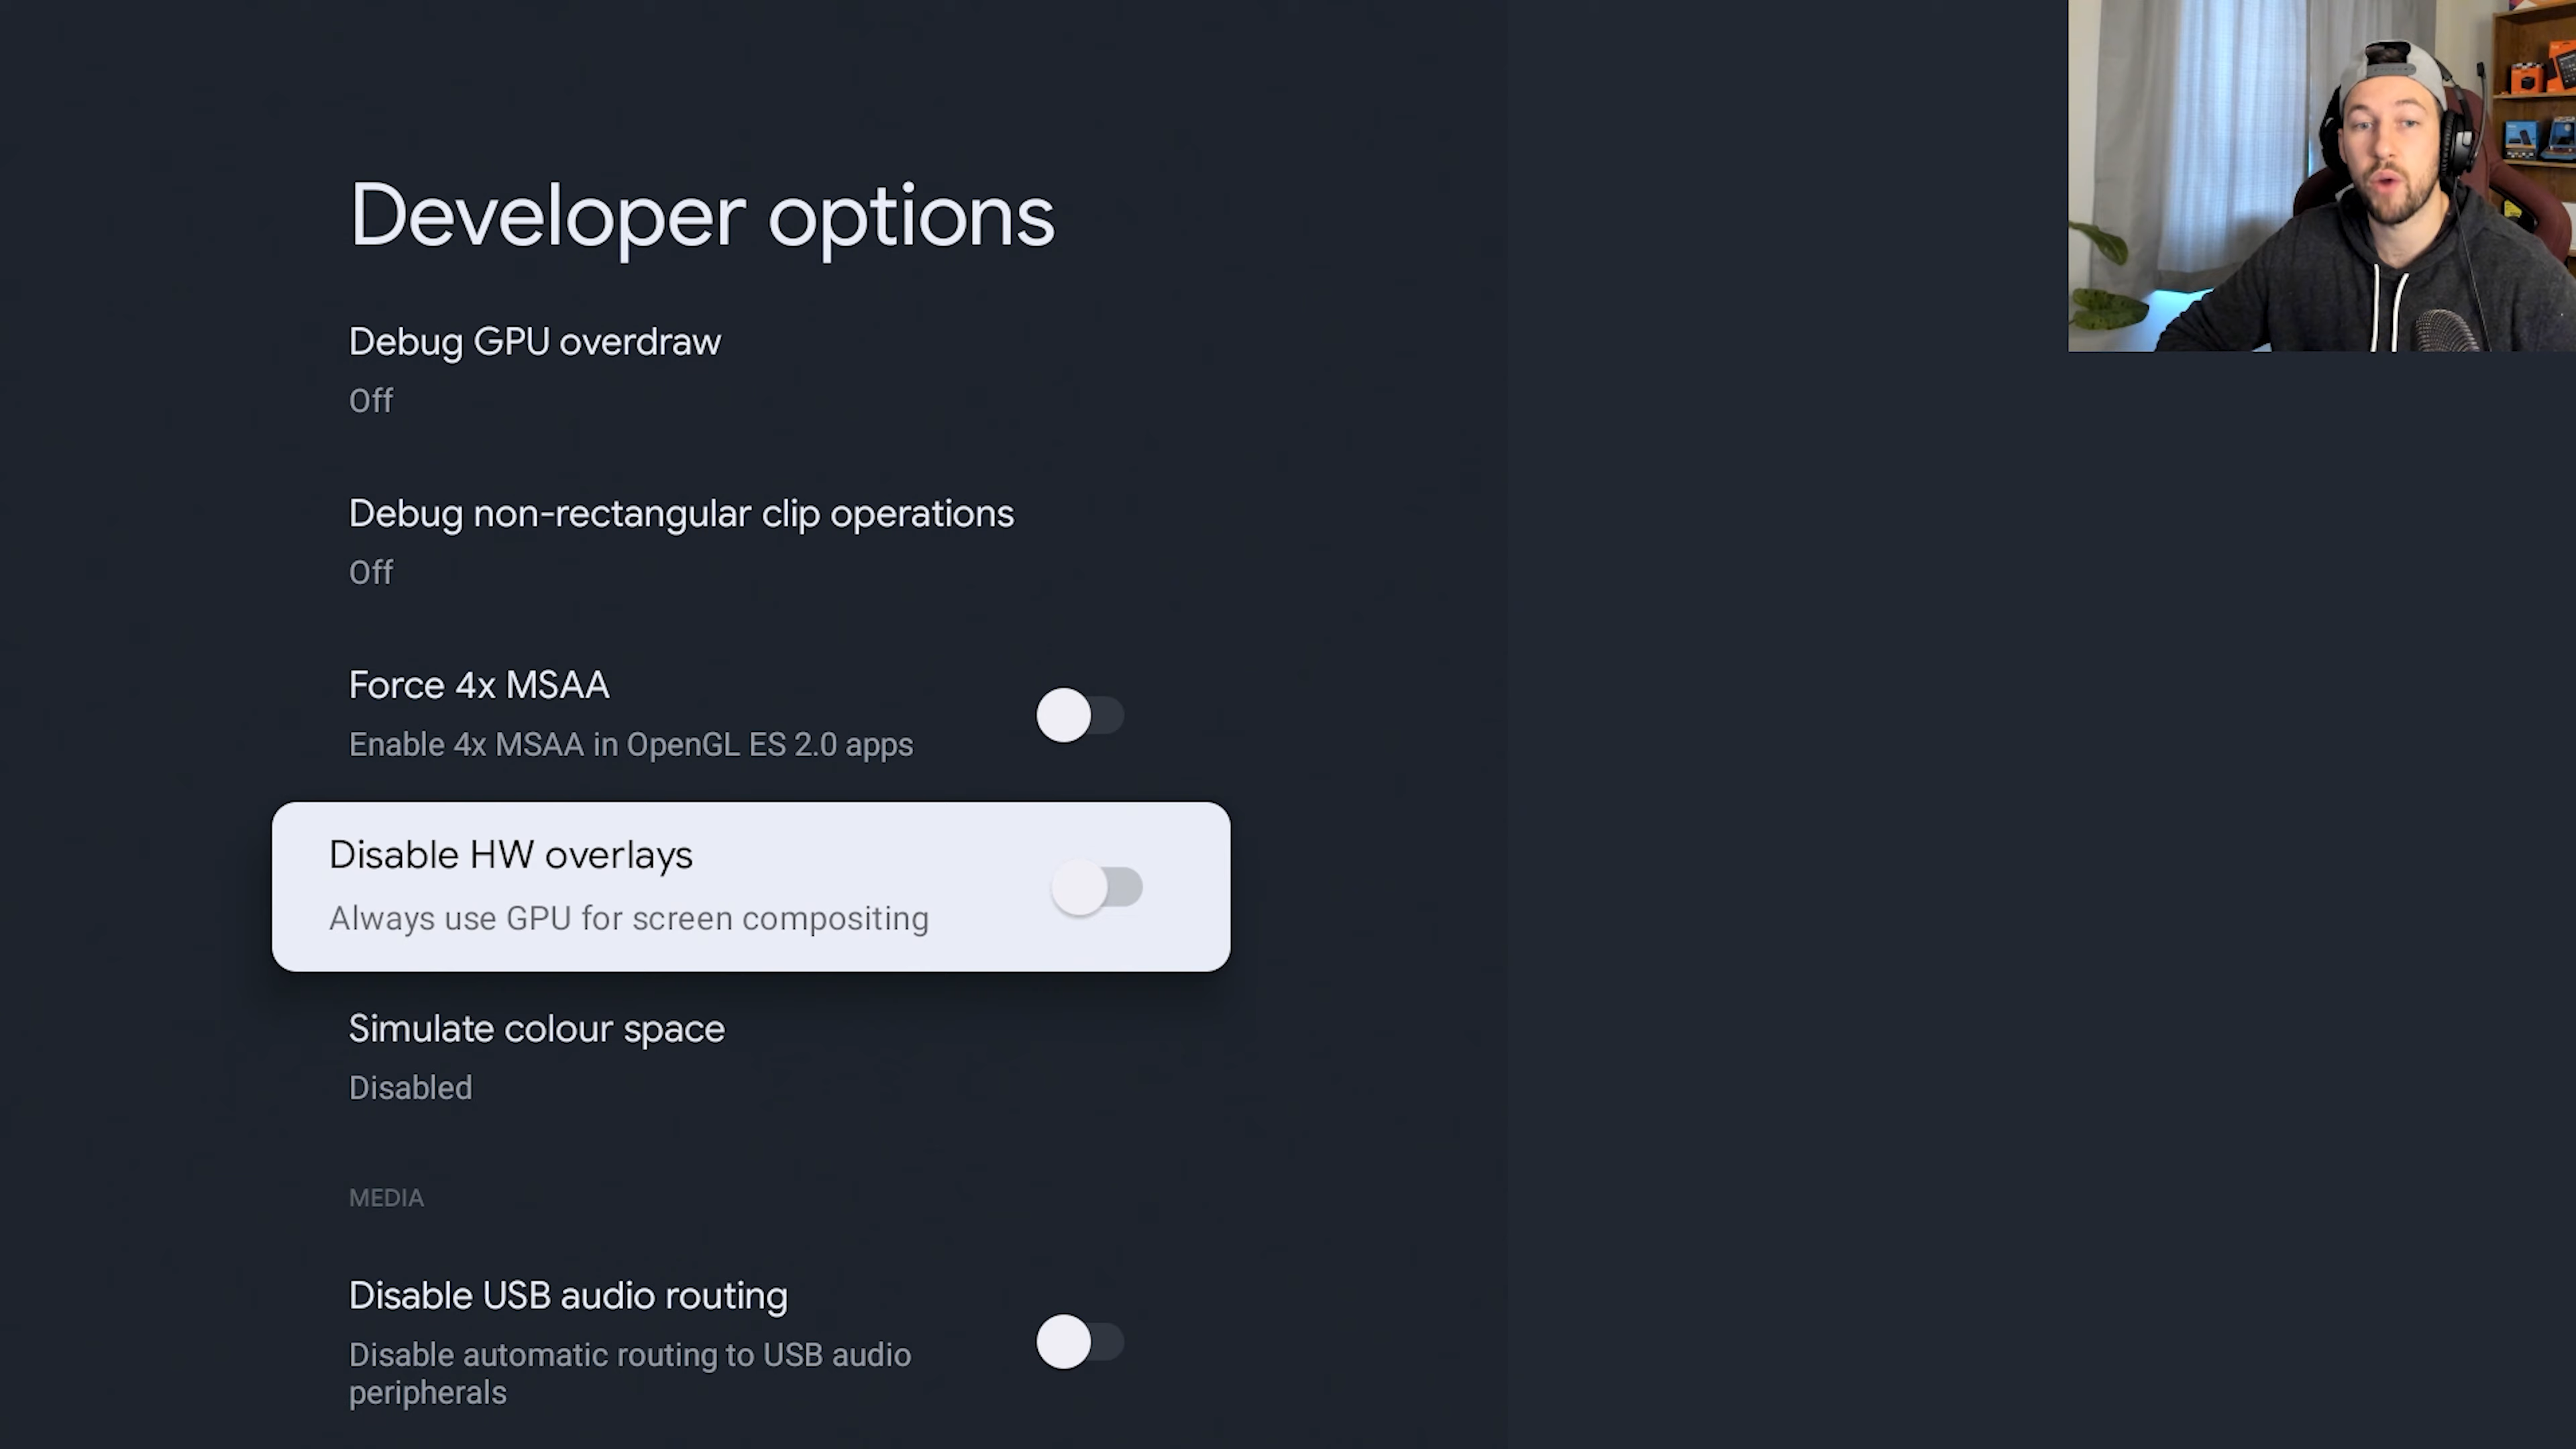 Developer options
Debug GPU overdraw
Off
Debug non-rectangular clip operations
Off
Force 4x MSAA
Enable 4x MSAA in OpenGL ES 2.0 apps
Disable HW overlays
Always use GPU for screen compositing
Simulate colour space
Disabled
MEDIA
Disable USB audio routing
Disable automatic routing to USB audio
peripherals